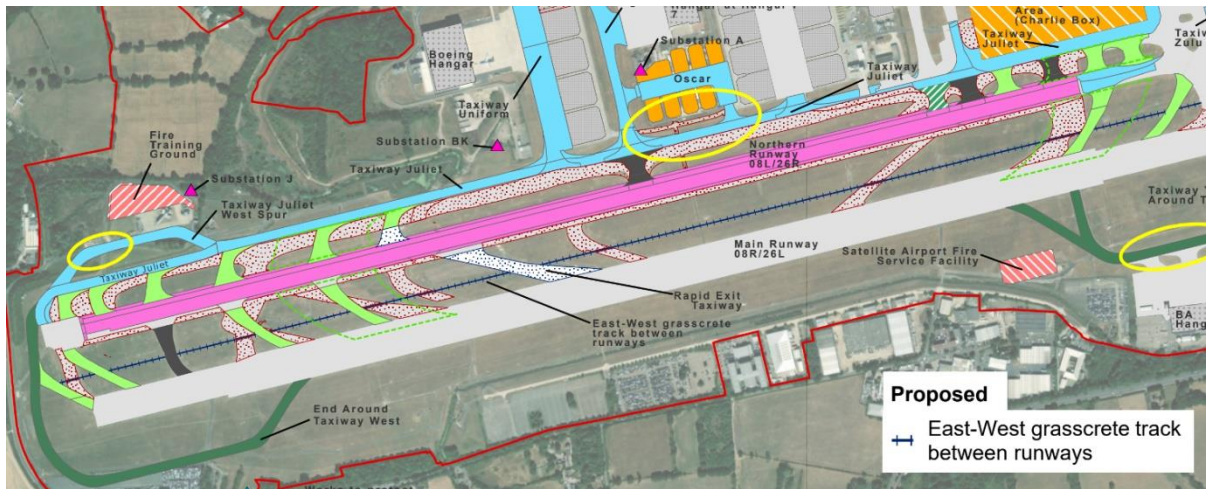 Area
(Charlie Box)
Taxiway
Juliet
Substation A
Oscar
Taxiway
Juliet
Boeing
Hangar
Taxiway
Uniform
Substation BK
Northern
Runway
08L/26R
Fire
Training
Ground
Substation J
Taxiway Juliet
Taxiway Juliet
West Spur
Taxiway Juliet
Main Runway
08R/26L
Satellite Airport Fire
Service Facility
Rapid Exit
Taxiway
East-West grasscrete
track between
runways
BA
End Around
Taxiway West
Proposed
East-West grasscrete track
between runways